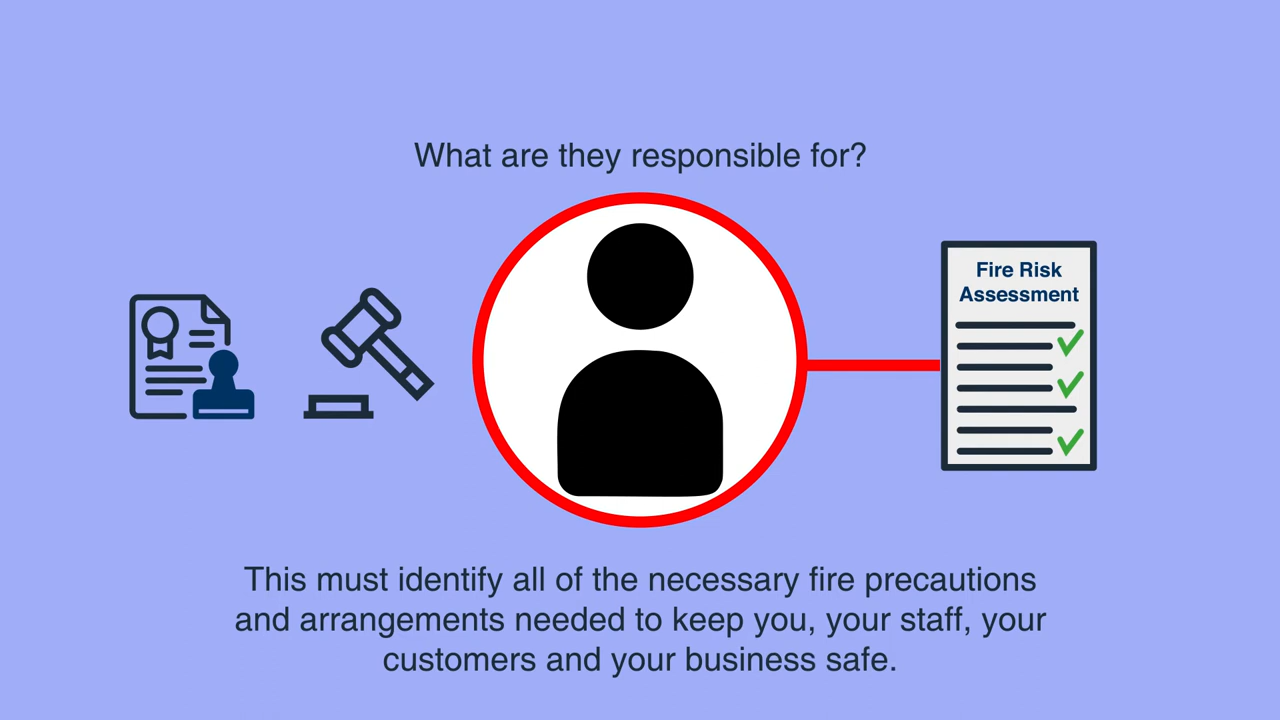 What are they responsible for?
Fire Risk
Assessment
This must identify all of the necessary fire precautions
and arrangements needed to keep you, your staff, your
customers and your business safe.